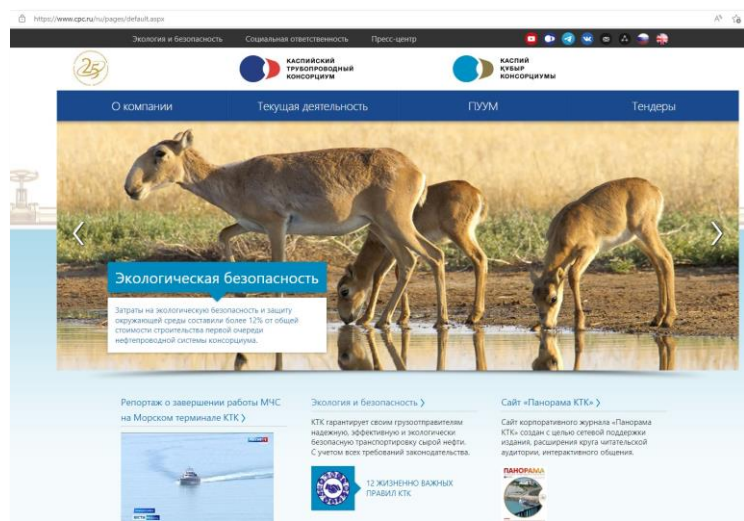 https://www.cpc.ru/ru/pages/default.aspx
Экология и безопасность Социальная ответственность Пресс-центр
25
КАСПИЙСКИЙ
ТРУБОПРОВОДНЫЙ
КОНСОРЦИУМ
КАСПИЙ
ҚҰБЫР
КОНСОРЦИУМЫ
О компании Текущая деятельность ПУУМ Тендеры
Экологическая безопасность
Затраты на экологическую безопасность и защиту
окружающей среды составили более 12% от общей
стоимости строительства первой очереди
нефтепроводной системы консорциума.
Репортаж о завершении работы МЧС
на Морском терминале КТК
Экология и безопасность
КТК гарантирует своим грузоотправителям
надежную, эффективную и экологически
безопасную транспортировку сырой нефти.
С учетом всех требований законодательства.
12 ЖИЗНЕННО ВАЖНЫХ
ПРАВИЛ КТК
Сайт «Панорама КТК»
Сайт корпоративного журнала «Панорама
КТК» создан с целью сетевой поддержки
издания, расширения круга читательской
аудитории, интерактивного общения.
ПАНОРАМА